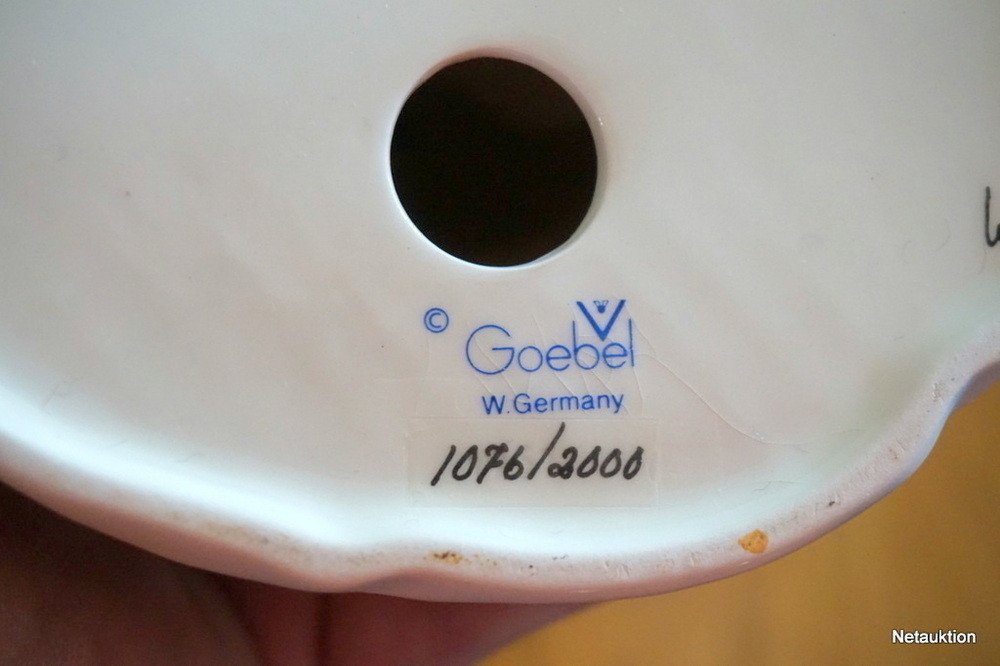 © Goebel
W. Germany
1076/2000
Netauktion